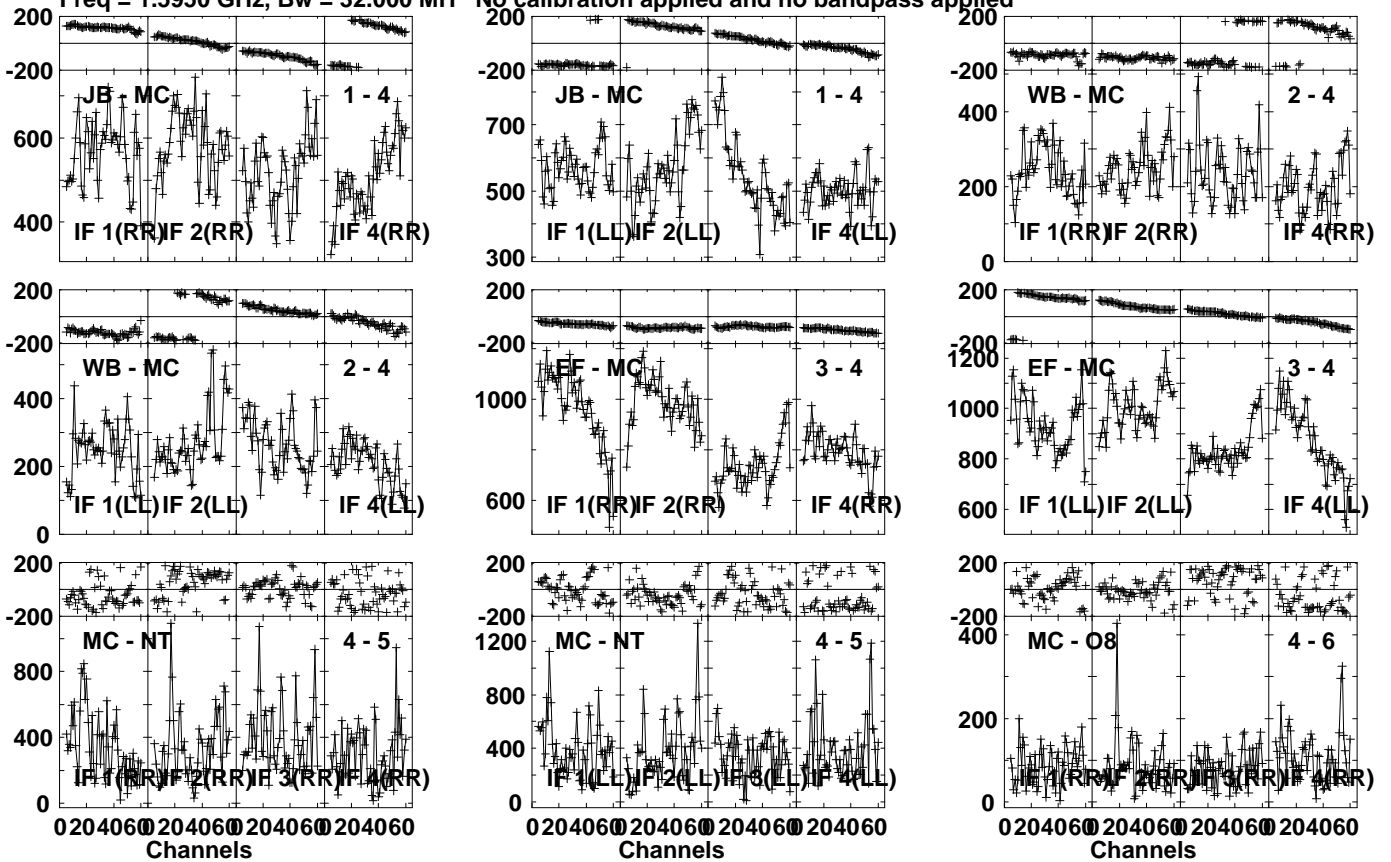 Freq = 1.5950 GHz, Bw = 32.000 MH No calibration applied and no bandpass applied
200
-200
JB - MC 1 - 4
600
400
IF 1(RR) IF 2(RR) IF 4(RR)
JB - MC 1 - 4
700
500
300
IF 1(LL) IF 2(LL) IF 4(LL)
200
-200
WB - MC 2 - 4
400
200
0
IF 1(RR) IF 2(RR) IF 4(RR)
200
-200
WB - MC 2 - 4
400
200
0
IF 1(LL) IF 2(LL) IF 4(LL)
200
-200
EF - MC 3 - 4
1000
600
IF 1(RR) IF 2(RR) IF 4(RR)
200
-200
1200
EF - MC 3 - 4
1000
800
600
IF 1(LL) IF 2(LL) IF 4(LL)
200
-200
MC - NT 4 - 5
800
400
0
IF 1(RR) IF 2(RR) IF 3(RR) IF 4(RR)
0 20 40 60 0 20 40 60 0 20 40 60 0 20 40 60
Channels
200
-200
MC - NT 4 - 5
1200
800
400
0
IF 1(LL) IF 2(LL) IF 3(LL) IF 4(LL)
0 20 40 60 0 20 40 60 0 20 40 60 0 20 40 60
Channels
200
-200
MC - O8 4 - 6
400
200
0
IF 1(RR) IF 2(RR) IF 3(RR) IF 4(RR)
0 20 40 60 0 20 40 60 0 20 40 60 0 20 40 60
Channels